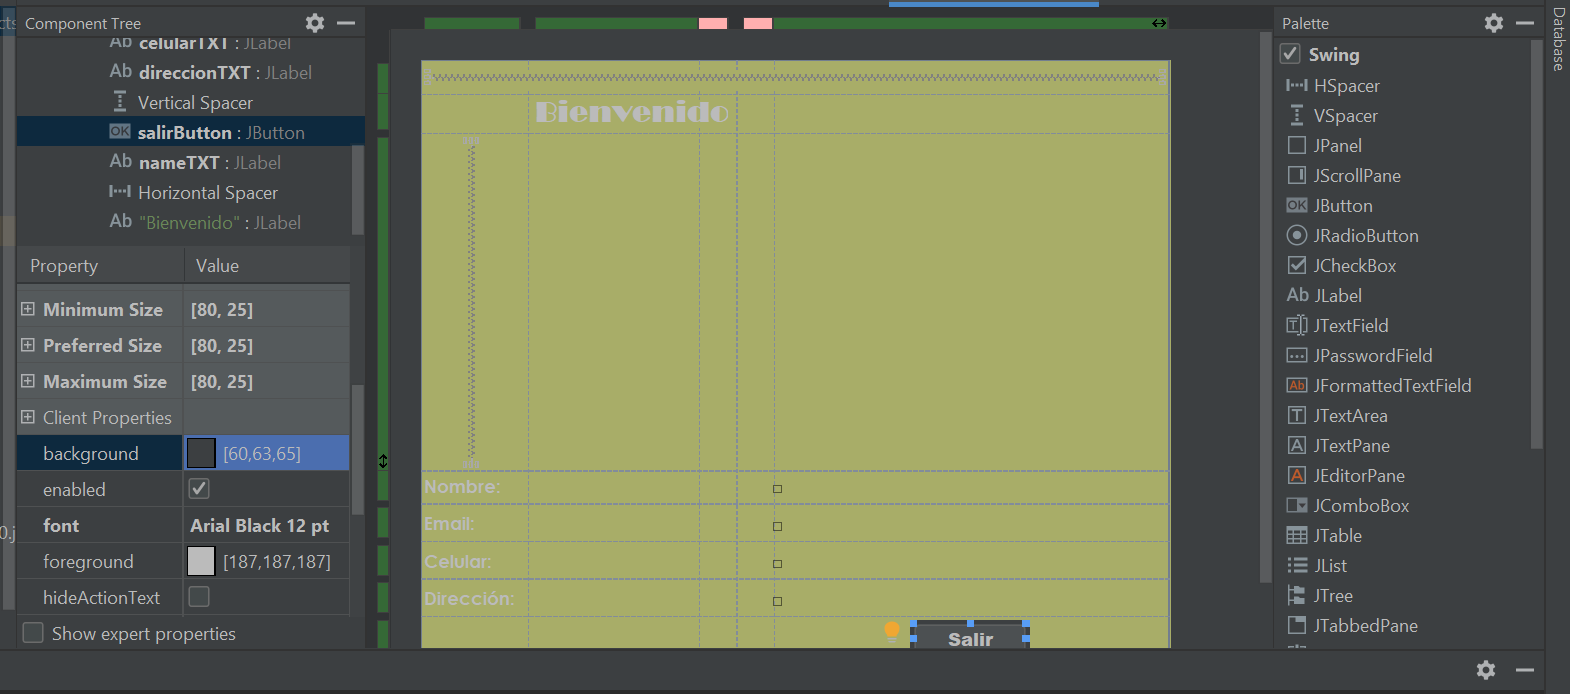 Component Tree
celularTXT : JLabel
Ab direccionTXT : JLabel
Vertical Spacer
OK salirButton : JButton
Ab nameTXT : JLabel
Horizontal Spacer
Ab "Bienvenido" : JLabel
Property Value
Minimum Size [80, 25]
Preferred Size [80, 25]
Maximum Size [80, 25]
Client Properties
background [60,63,65]
enabled
font Arial Black 12 pt
foreground [187,187,187]
hideActionText
Show expert properties
Bienvenido
Nombre:
Email:
Celular:
Dirección:
Salir
Palette
Swing
HSpacer
VSpacer
JPanel
JScrollPane
OK JButton
JRadioButton
JCheckBox
Ab JLabel
T JTextField
JPasswordField
Ab JFormattedTextField
T JTextArea
A JTextPane
A JEditorPane
JComboBox
JTable
JList
JTree
JTabbedPane
Database